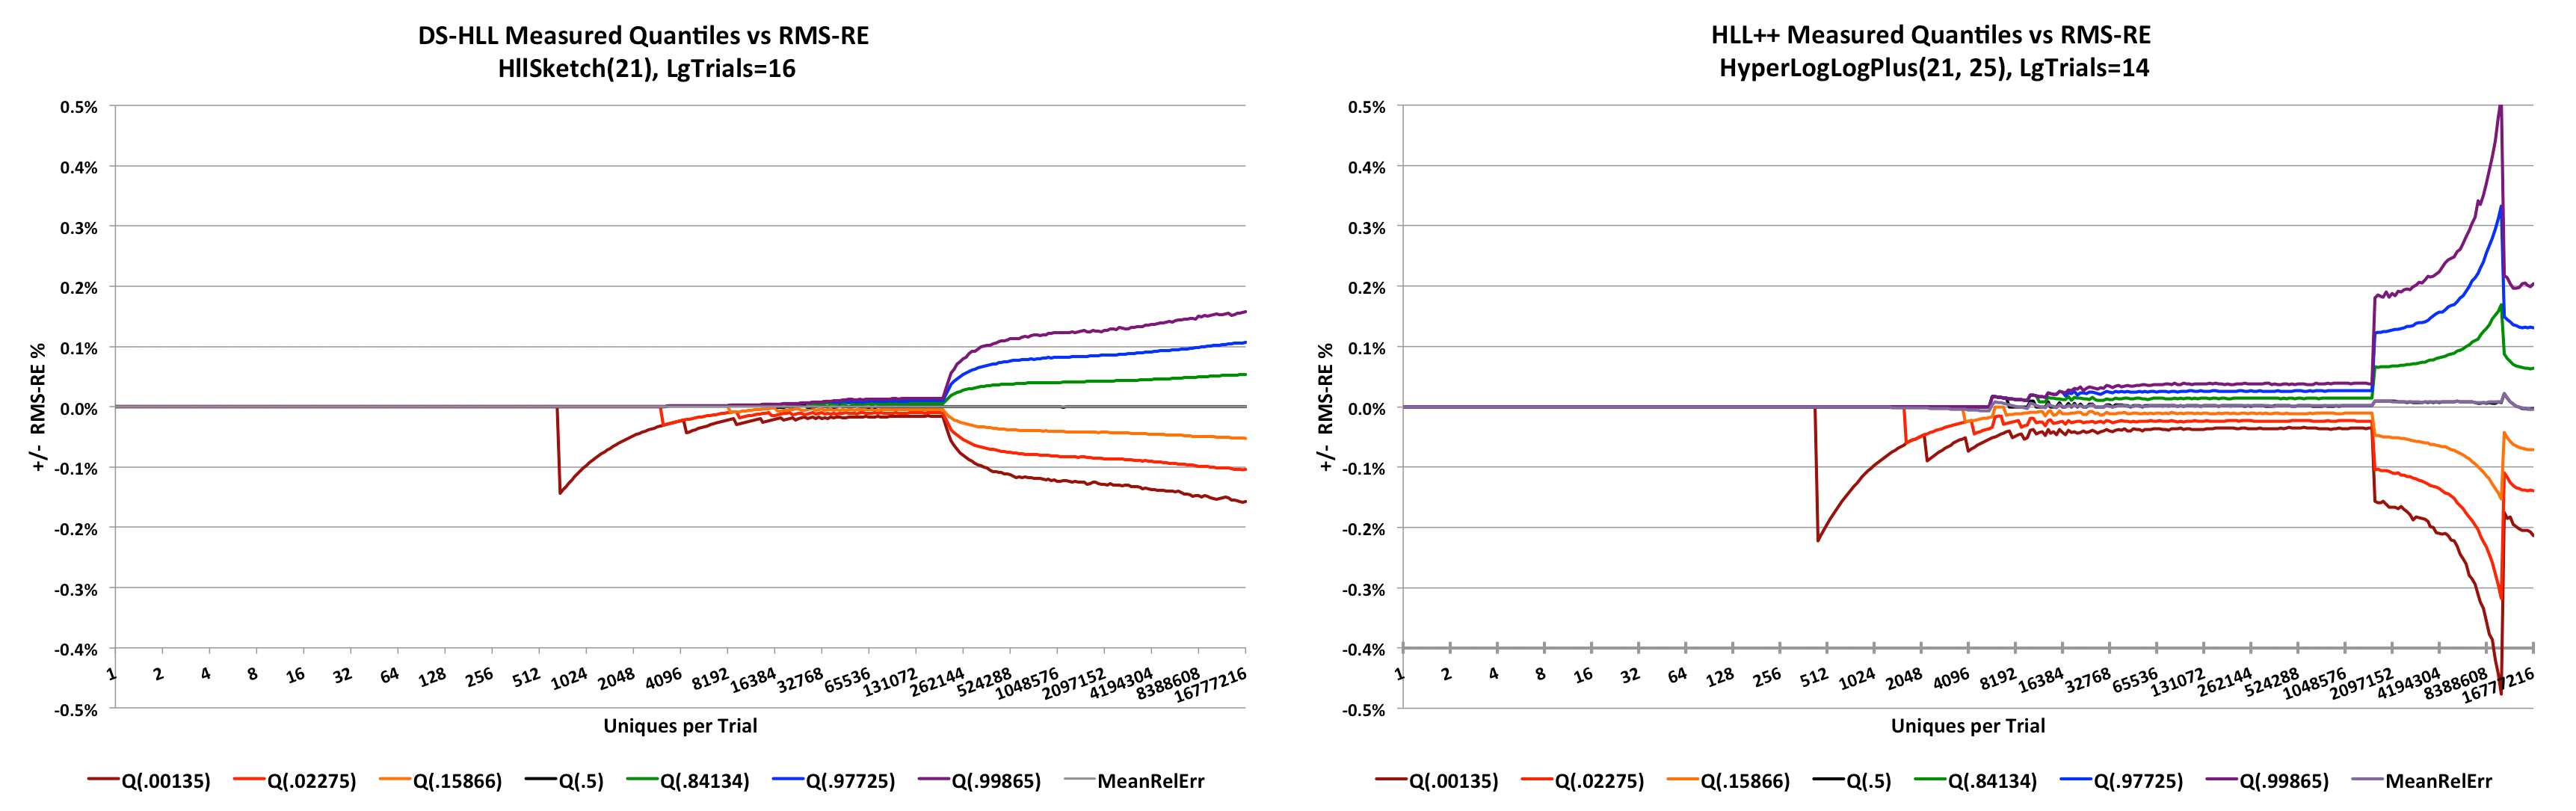 DS-HLL Measured Quantiles vs RMS-RE
HllSketch(21), LgTrials=16
0.5%
0.4%
0.3%
0.2%
0.1%
0.0%
-0.1%
-0.2%
-0.3%
-0.4%
-0.5%
+/- RMS-RE %
1 2 4 8 16 32 64 128 256 512 1024 2048 4096 8192 16384 32768 65536 131072 262144 524288 1048576 2097152 4194304 8388608 16777216
Uniques per Trial
Q(.00135) Q(.02275) Q(.15866) Q(.5) Q(.84134) Q(.97725) Q(.99865) MeanRelErr
HLL++ Measured Quantiles vs RMS-RE
HyperLogLogPlus(21, 25), LgTrials=14
0.5%
0.4%
0.3%
0.2%
0.1%
0.0%
-0.1%
-0.2%
-0.3%
-0.4%
-0.5%
+/- RMS-RE %
1 2 4 8 16 32 64 128 256 512 1024 2048 4096 8192 16384 32768 65536 131072 262144 524288 1048576 2097152 4194304 8388608 16777216
Uniques per Trial
Q(.00135) Q(.02275) Q(.15866) Q(.5) Q(.84134) Q(.97725) Q(.99865) MeanRelErr